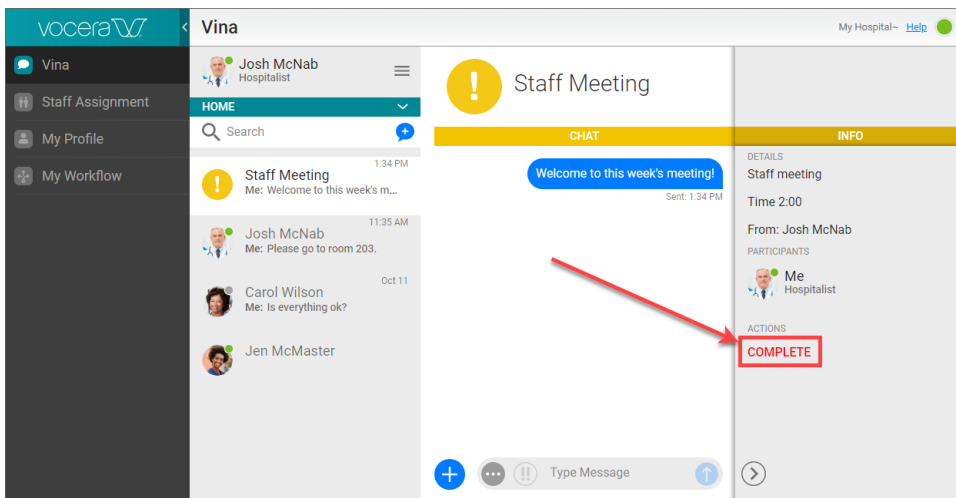 vocera
Vina
My Hospital– Help
Vina
Staff Assignment
My Profile
My Workflow
Josh McNab
Hospitalist
HOME
Search
1:34 PM
Staff Meeting
Me: Welcome to this week's m...
11:35 AM
Josh McNab
Me: Please go to room 203.
Oct 11
Carol Wilson
Me: Is everything ok?
Jen McMaster
! Staff Meeting
CHAT
Welcome to this week's meeting!
Sent: 1:34 PM
Type Message
INFO
DETAILS
Staff meeting
Time 2:00
From: Josh McNab
PARTICIPANTS
Me
Hospitalist
ACTIONS
COMPLETE